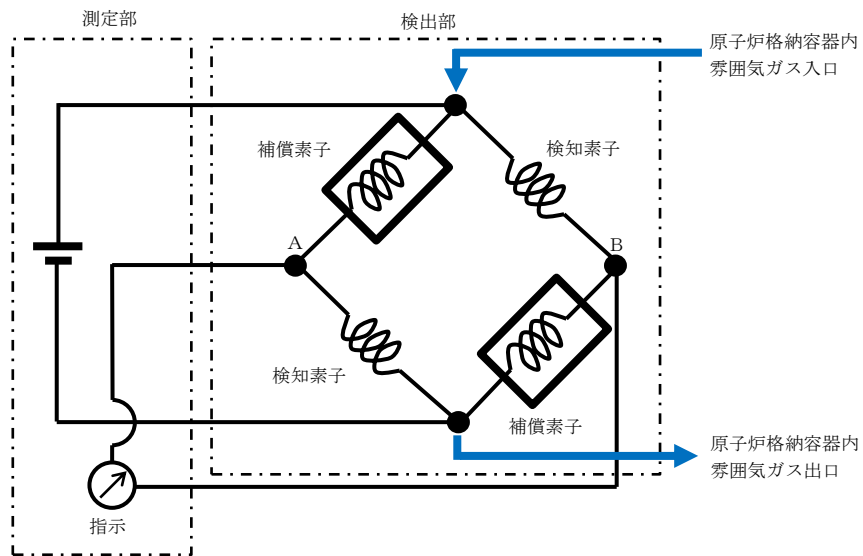 測定部
検出部
原子炉格納容器内
雰囲気ガス入口
補償素子
検知素子
A
B
検知素子
補償素子
原子炉格納容器内
雰囲気ガス出口
指示